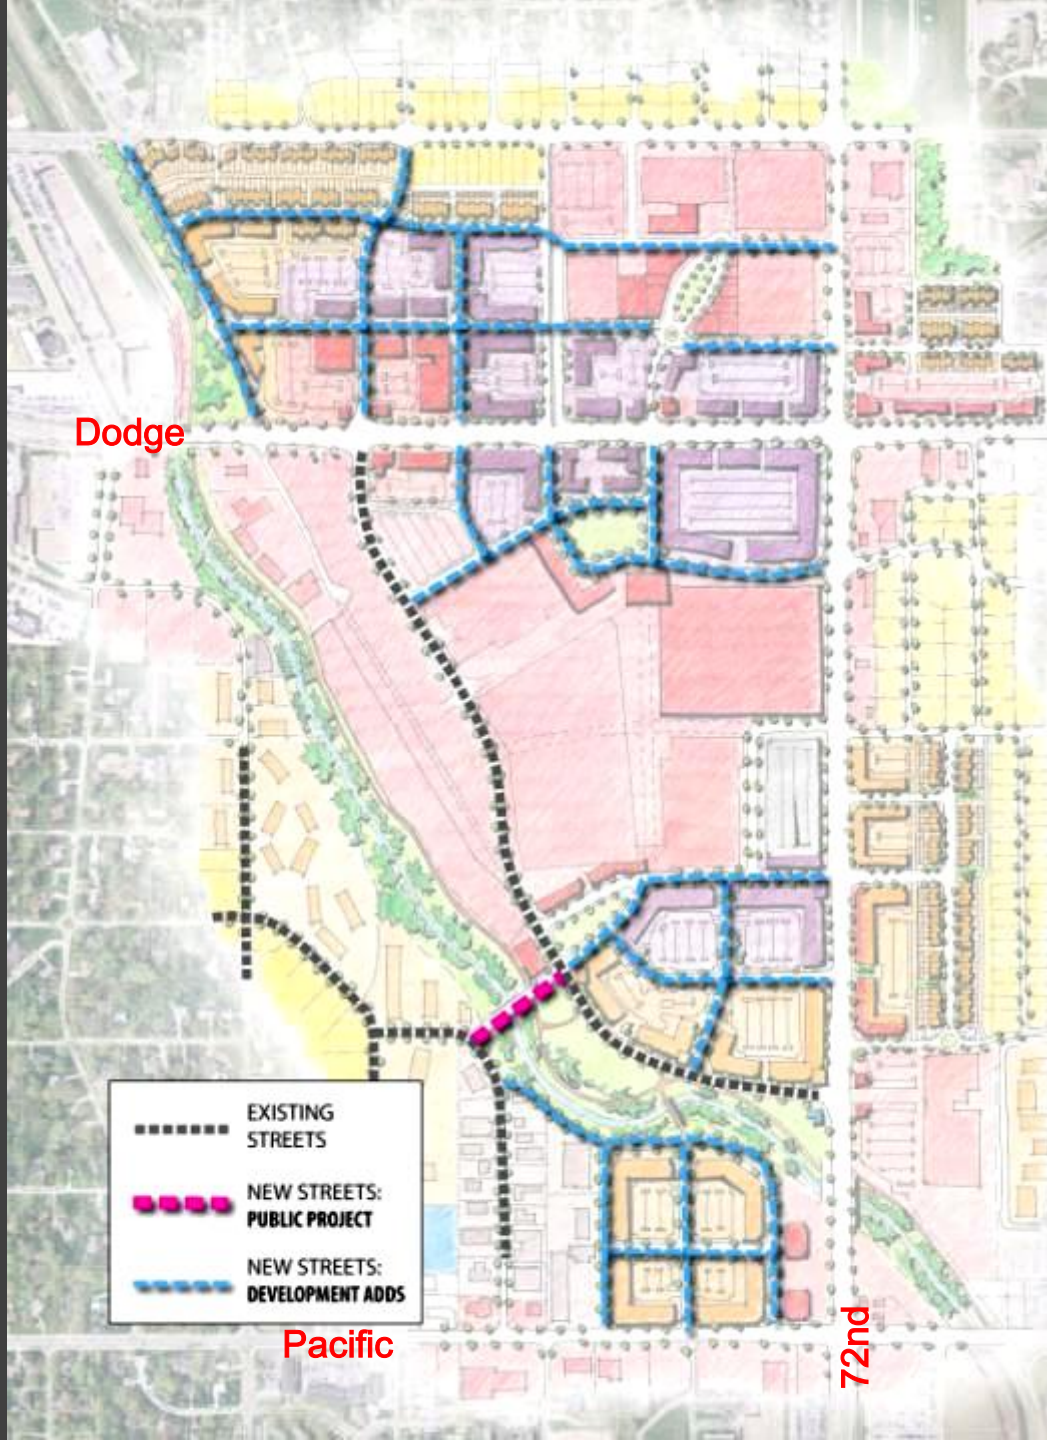 Dodge
EXISTING
STREETS
NEW STREETS:
PUBLIC PROJECT
NEW STREETS:
DEVELOPMENT ADDS
Pacific
72nd